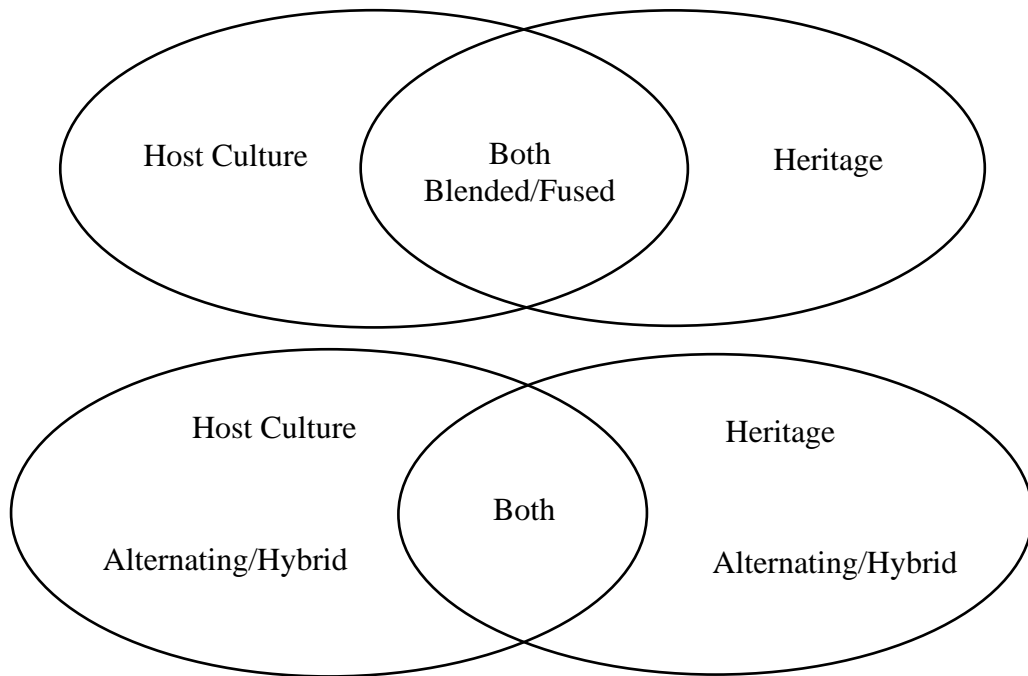 Host Culture
Both
Blended/Fused
Heritage
Host Culture
Heritage
Both
Alternating/Hybrid
Alternating/Hybrid